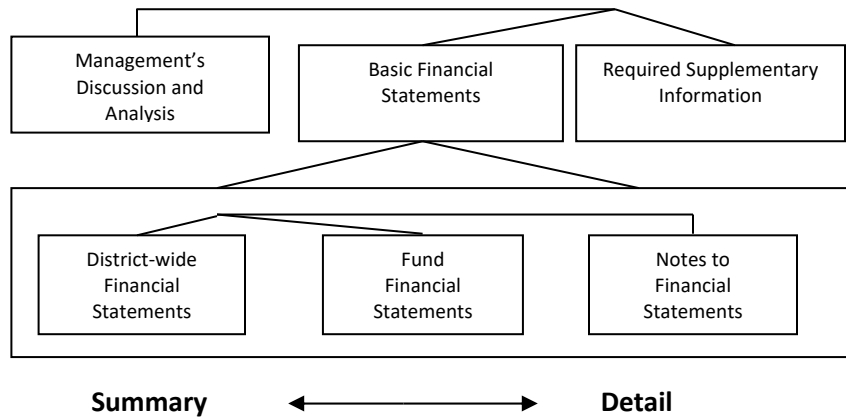 Management's
Discussion and
Analysis
Basic Financial
Statements
Required Supplementary
Information
District-wide
Financial
Statements
Fund
Financial
Statements
Notes to
Financial
Statements
Summary
Detail